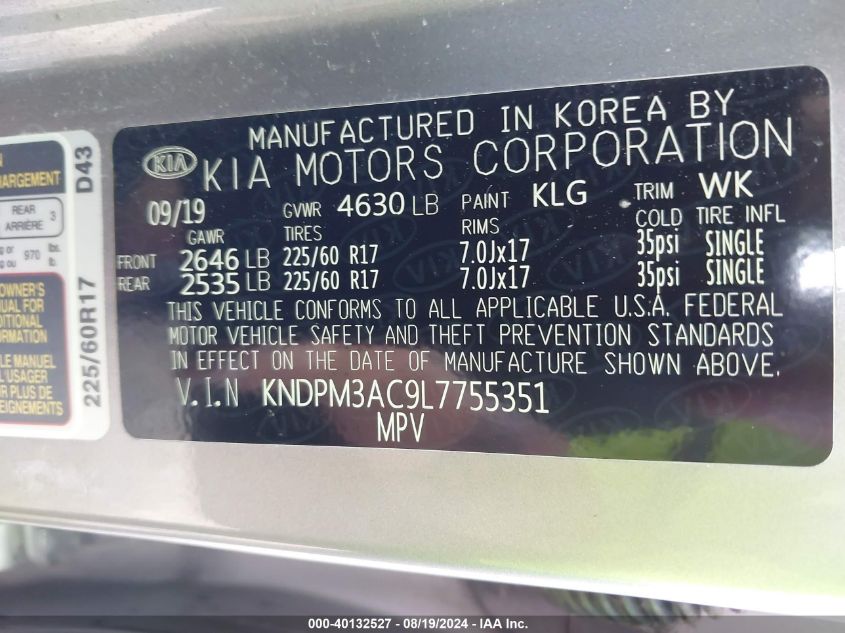 MANUFACTURED IN KOREA BY
KIA KIA MOTORS CORPORATION
09/19 GVWR 4630 LB PAINT KLG TRIM WK
GAWR TIRES RIMS COLD TIRE INFL
FRONT 2646 LB 225/60 R17 7.0Jx17 35psi SINGLE
REAR 2535 LB 225/60 R17 7.0Jx17 35psi SINGLE
THIS VEHICLE CONFORMS TO ALL APPLICABLE U.S.A. FEDERAL
MOTOR VEHICLE SAFETY AND THEFT PREVENTION STANDARDS
IN EFFECT ON THE DATE OF MANUFACTURE SHOWN ABOVE.
V.I.N KNDPM3AC9L7755351
MPV
REAR
ARRIÈRE 3
970 lbs.
lb.
225/60R17 D43
000-40132527 - 08/19/2024 - IAA Inc.